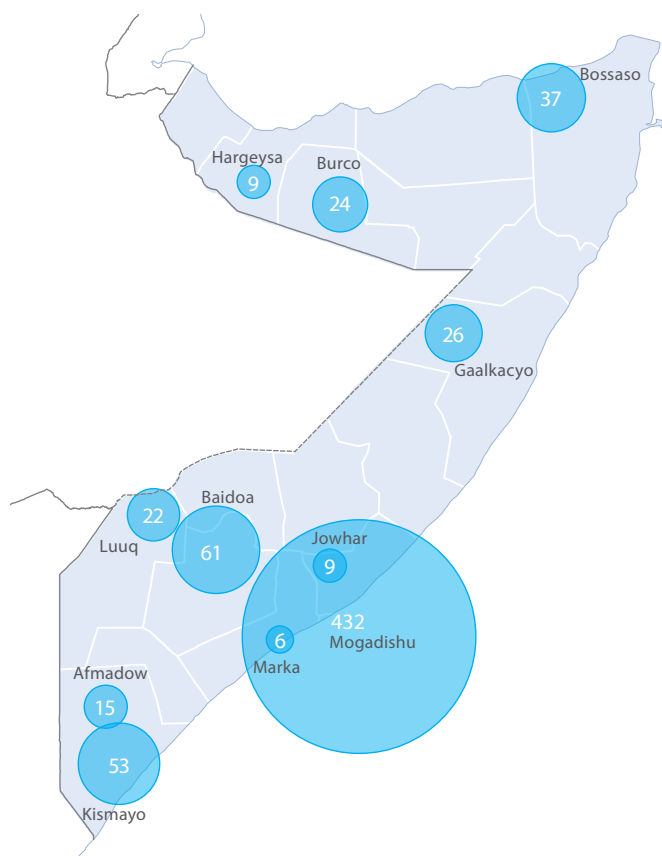 Bossaso
37
Hargeysa
9
Burco
24
26
Gaalkacyo
Baidoa
22
Luuq
61
Jowhar
9
432
Mogadishu
6
Marka
Afmadow
15
53
Kismayo